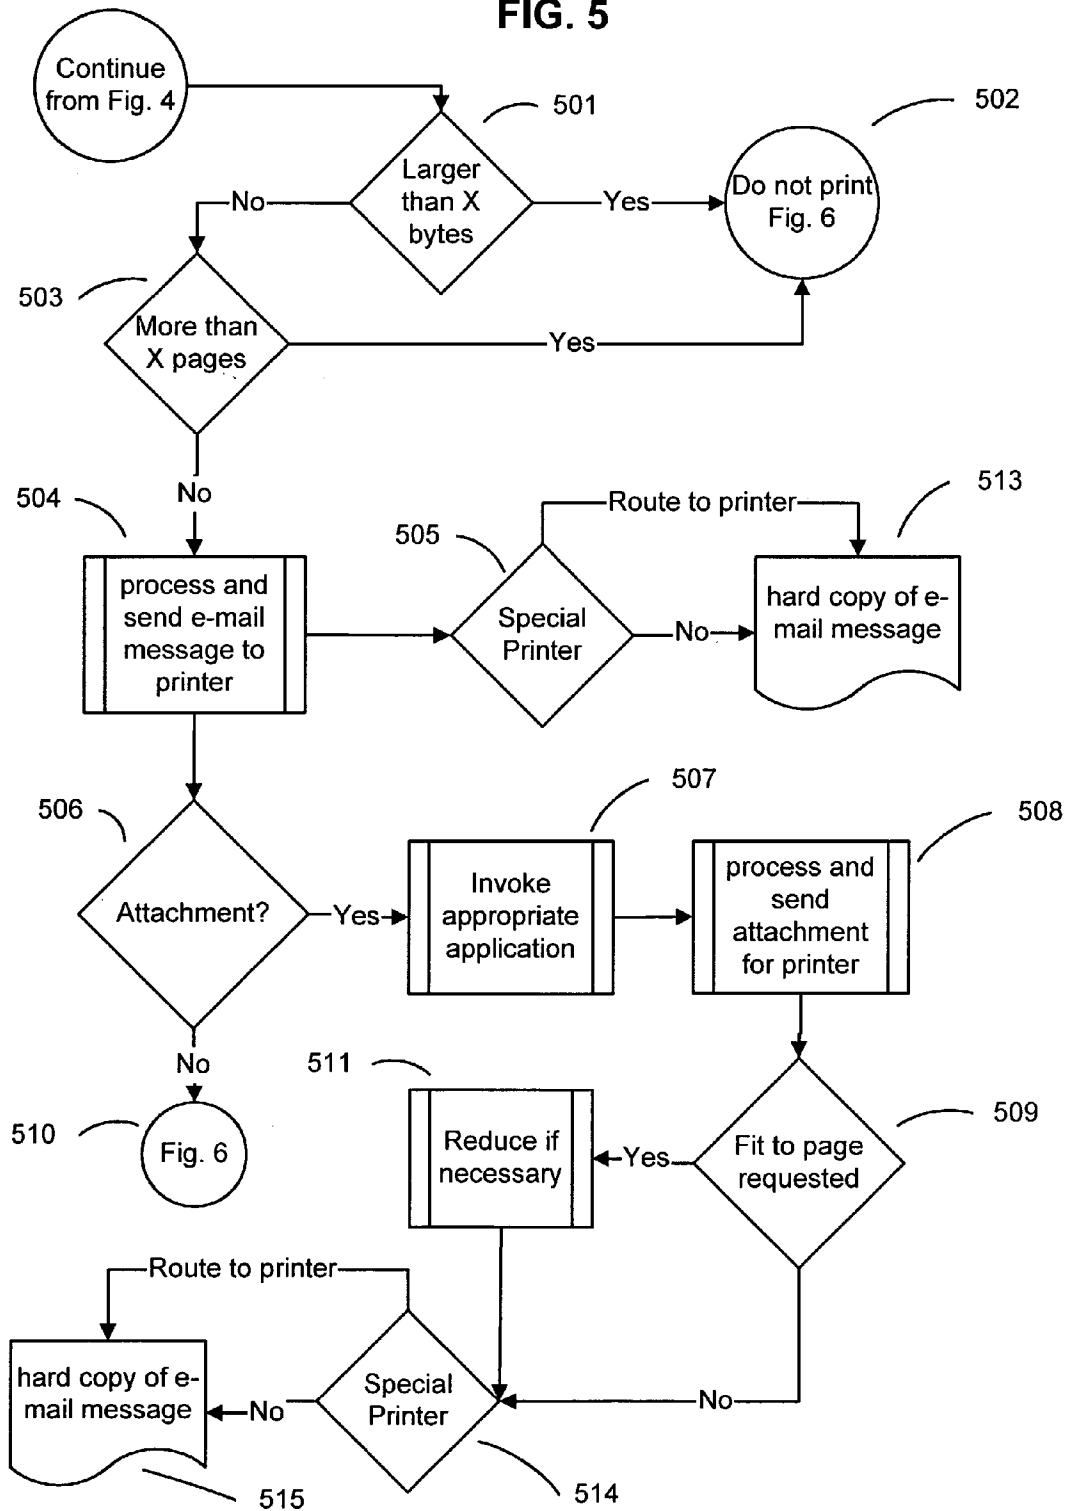 FIG. 5
Continue
from Fig. 4
501
502
Larger
than X
bytes
No
Yes
Do not print
Fig. 6
503
More than
X pages
Yes
No
504
505
Route to printer
513
process and
send e-mail
message to
printer
Special
Printer
No
hard copy of e-
mail message
506
507
508
Attachment?
Yes
Invoke
appropriate
application
process and
send
attachment
for printer
No
511
509
510
Fig. 6
Reduce if
necessary
Yes
Fit to page
requested
Route to printer
hard copy of e-
mail message
No
Special
Printer
No
515
514